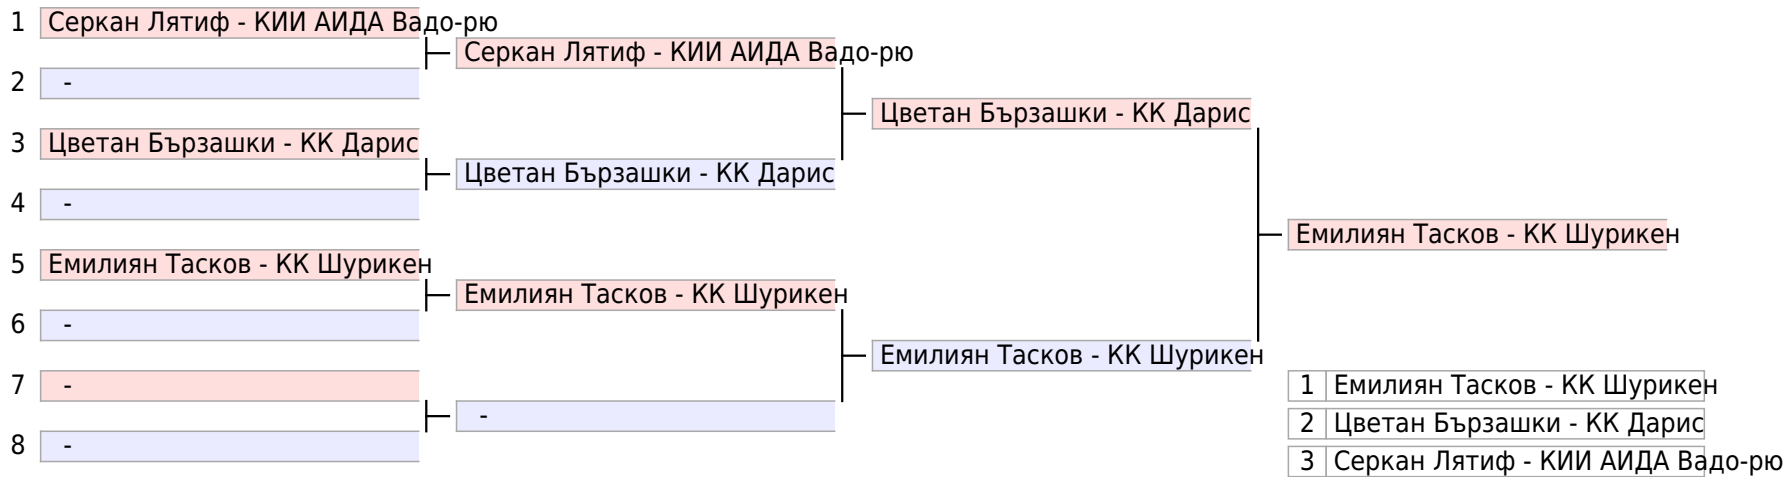 1 Серкан Лятиф - КИИ АИДА Вадо-рю
Серкан Лятиф - КИИ АИДА Вадо-рю
2 -
Цветан Бързашки - КК Дарис
3 Цветан Бързашки - КК Дарис
Цветан Бързашки - КК Дарис
4 -
Емилиян Тасков - КК Шурикен
5 Емилиян Тасков - КК Шурикен
Емилиян Тасков - КК Шурикен
6 -
Емилиян Тасков - КК Шурикен
7 -
-
8 -
1 Емилиян Тасков - КК Шурикен
2 Цветан Бързашки - КК Дарис
3 Серкан Лятиф - КИИ АИДА Вадо-рю